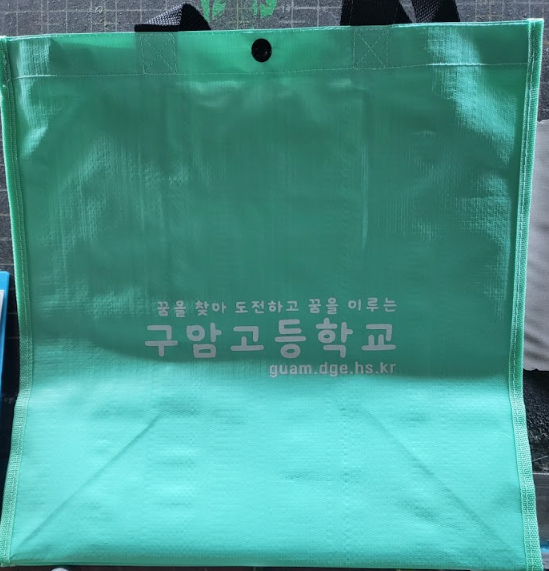 꿈을 찾아 도전하고 꿈을 이루는
구암고등학교
guam.dge.hs.kr